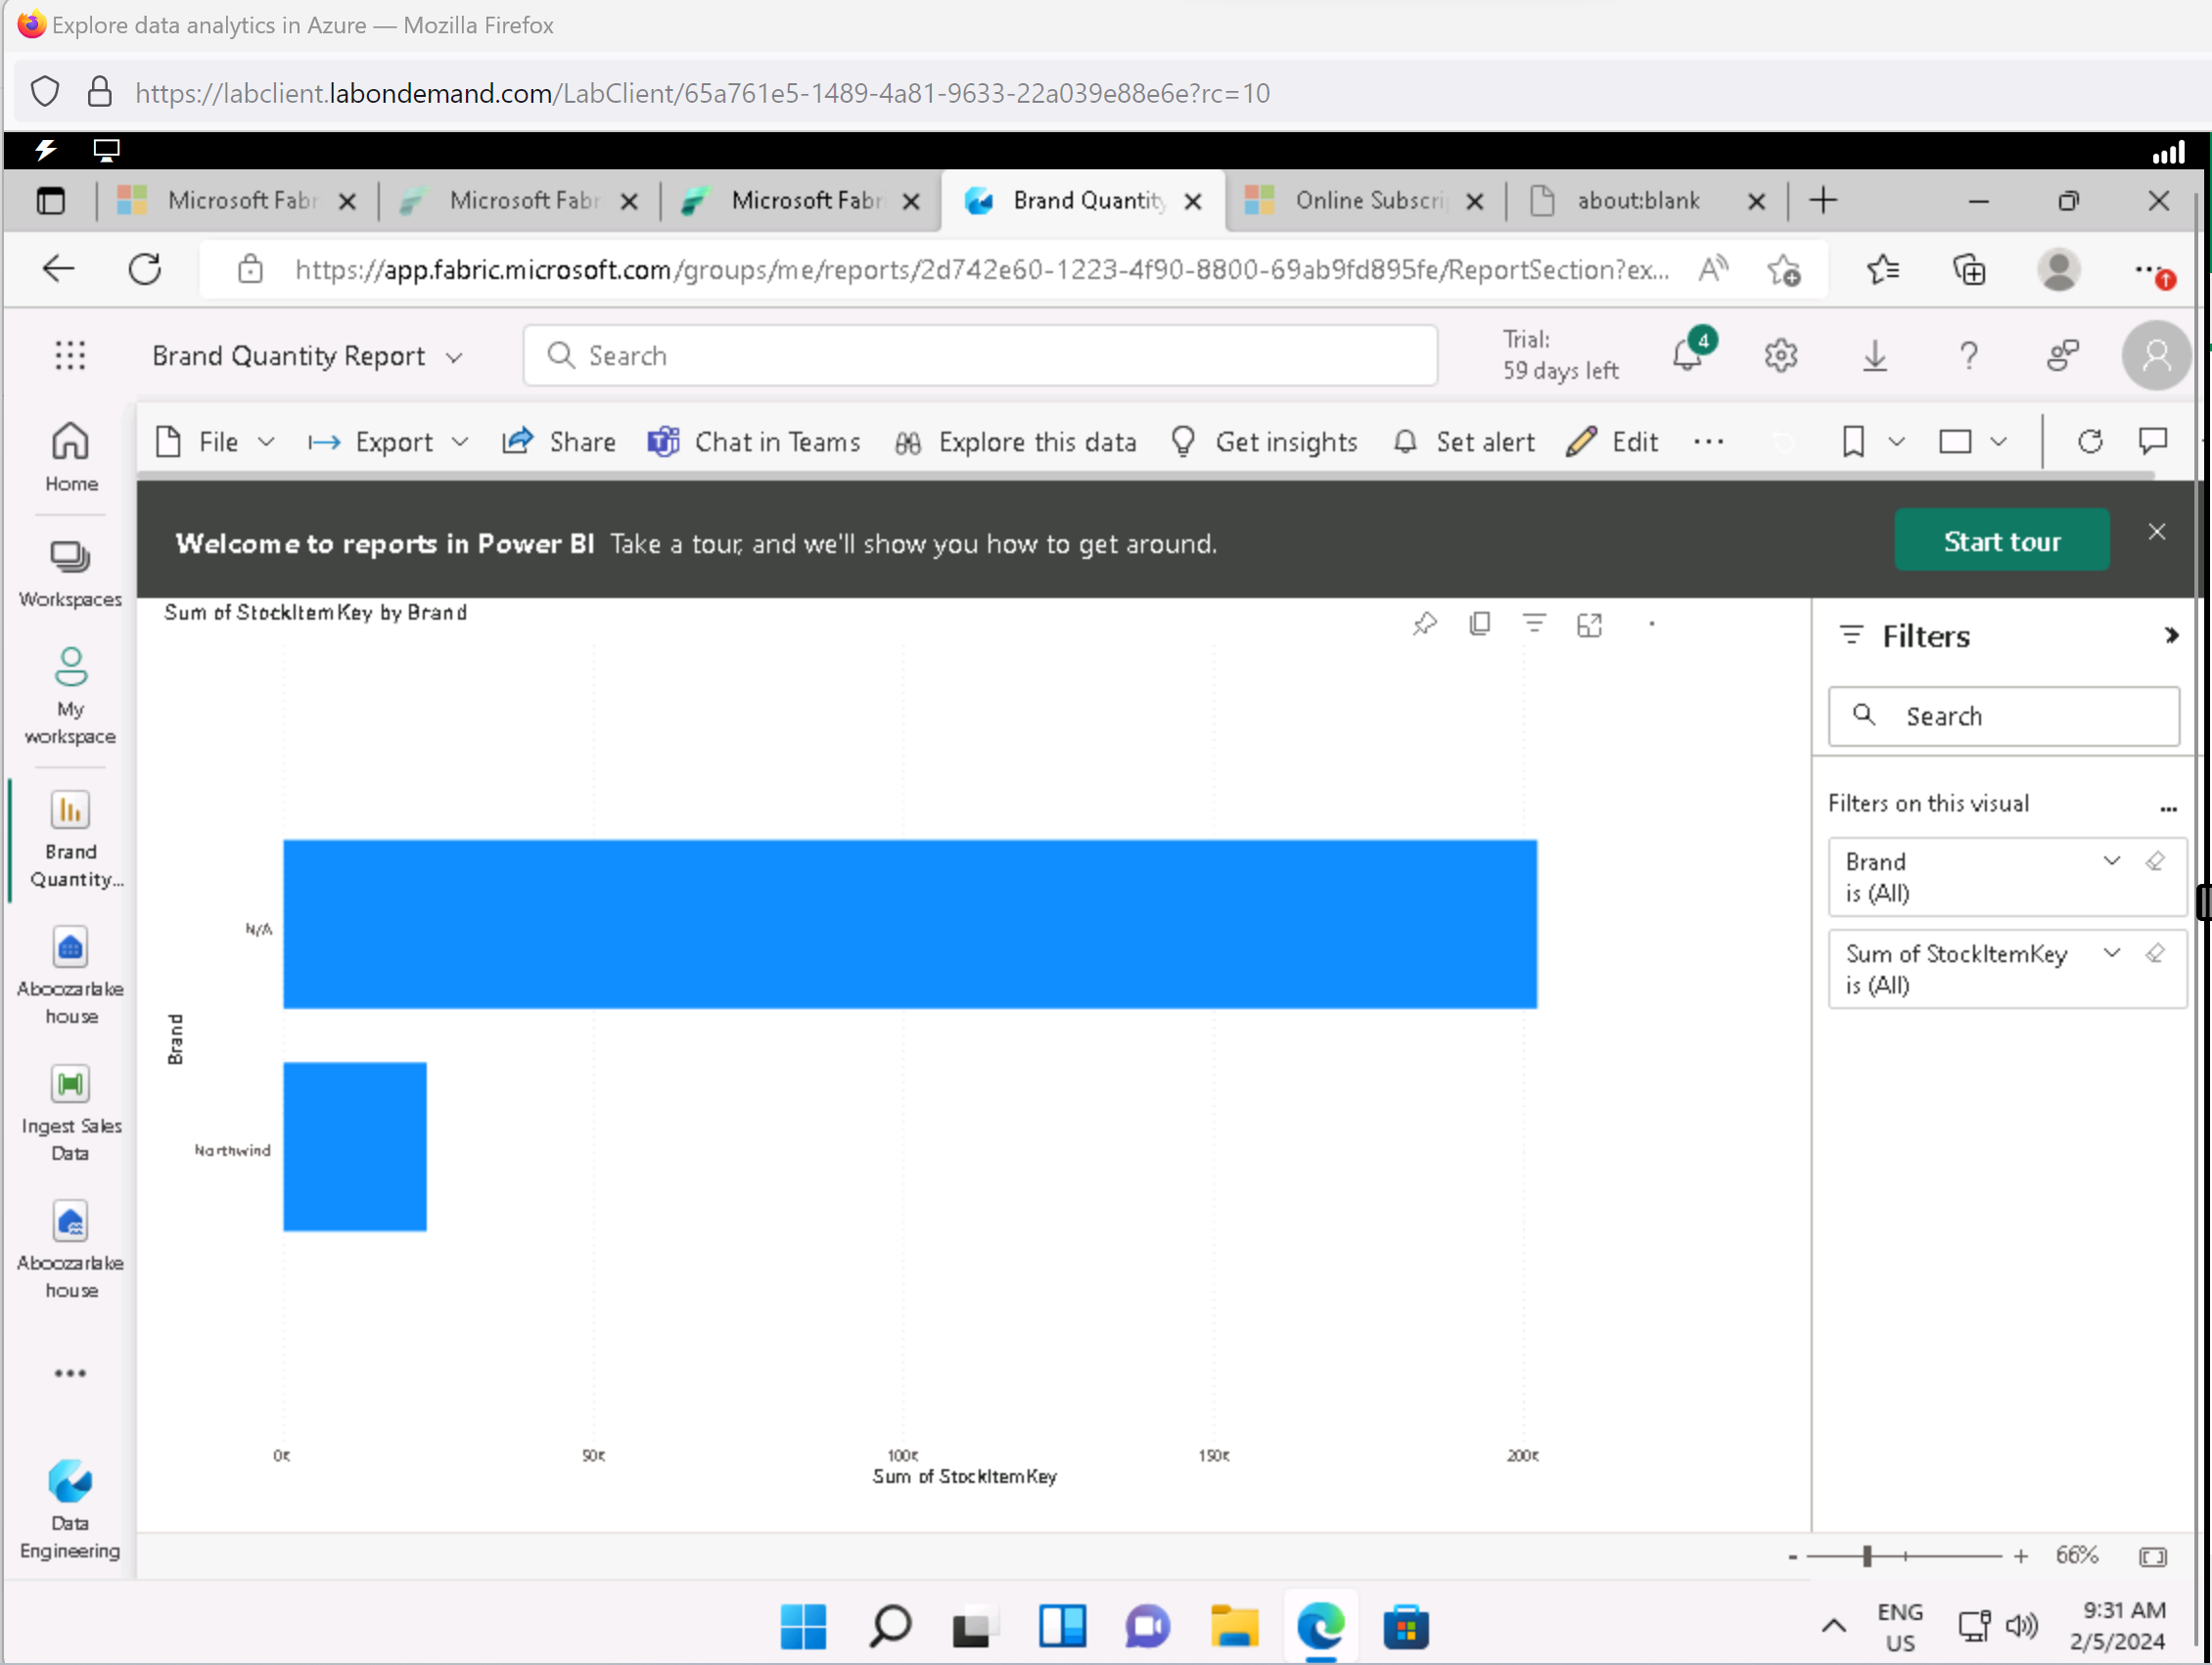 Explore data analytics in Azure — Mozilla Firefox
https://labclient.labondemand.com/LabClient/65a761e5-1489-4a81-9633-22a039e88e6e?rc=10
Microsoft Fabr
Microsoft Fabr
Microsoft Fabr
Brand Quantity
Online Subscri
about:blank
https://app.fabric.microsoft.com/groups/me/reports/2d742e60-1223-4f90-8800-69ab9fd895fe/ReportSection?ex...
Brand Quantity Report
Search
Trial:
59 days left
4
File
Export
Share
Chat in Teams
Explore this data
Get insights
Set alert
Edit
Home
Workspaces
My
workspace
Brand
Quantity...
Aboozarlake
house
Ingest Sales
Data
Aboozarlake
house
Data
Engineering
Welcome to reports in Power BI Take a tour, and we'll show you how to get around.
Start tour
Sum of StockItemKey by Brand
Brand
N/A
Northwind
0K
50K
100K
150K
200K
Sum of StockItemKey
Filters
Search
Filters on this visual
Brand
is (All)
Sum of StockItemKey
is (All)
66%
ENG
US
9:31 AM
2/5/2024